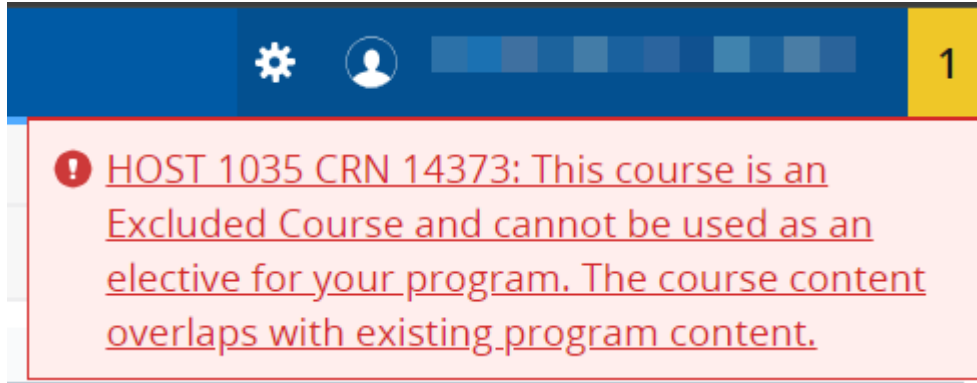 1
HOST 1035 CRN 14373: This course is an
Excluded Course and cannot be used as an
elective for your program. The course content
overlaps with existing program content.